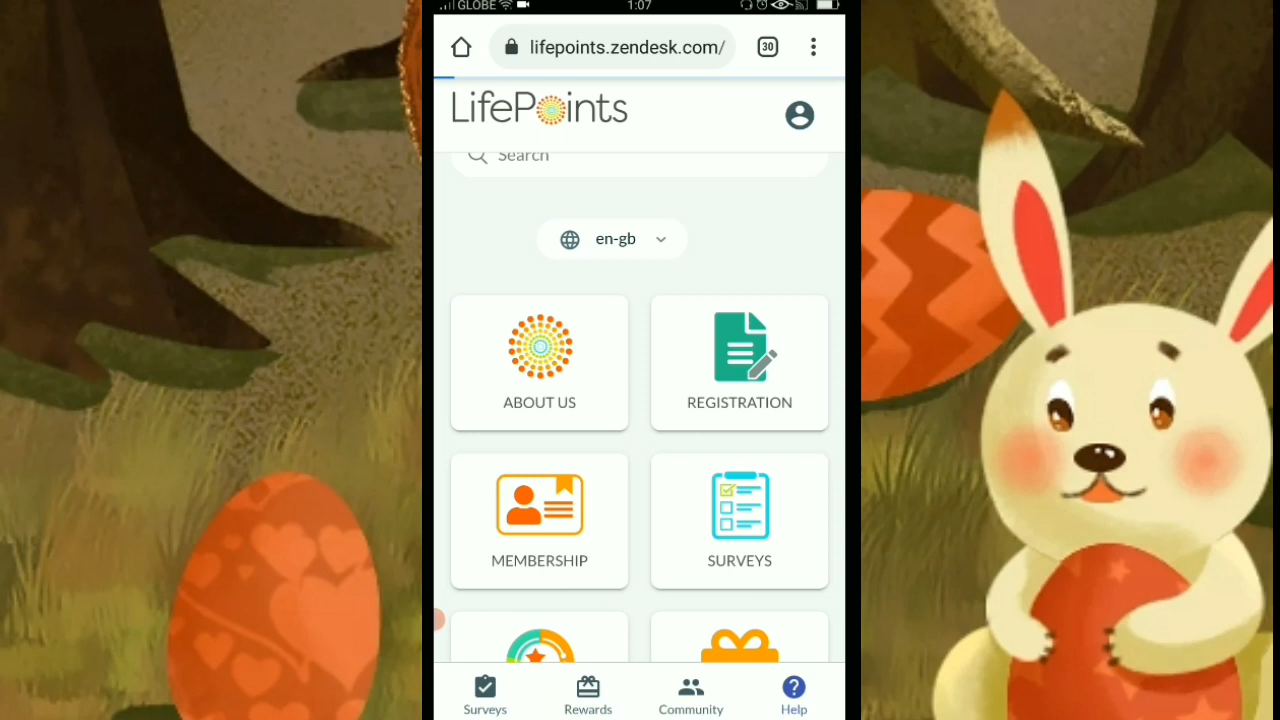 GLOBE 1:07
lifepoints.zendesk.com/ 30
LifePoints
Search
en-gb
ABOUT US
REGISTRATION
MEMBERSHIP
SURVEYS
Surveys
Rewards
Community
Help